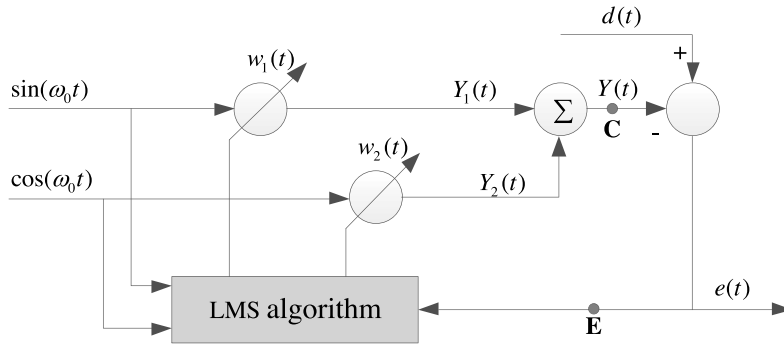 d(t)
w₁(t)
+
sin(ω₀t)
Y₁(t)
Σ
Y(t)
C
-
w₂(t)
cos(ω₀t)
Y₂(t)
LMS algorithm
E
e(t)